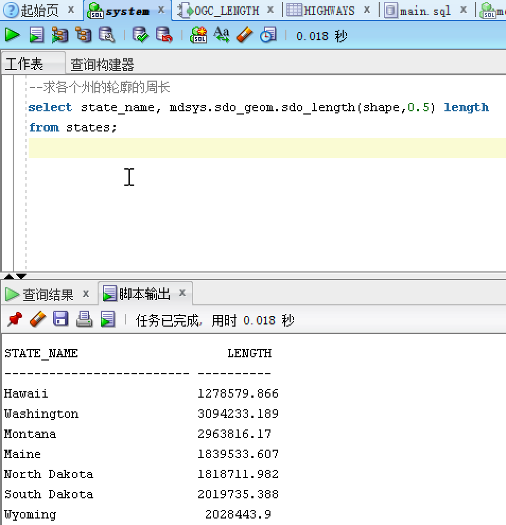 起始页 x system x OGC_LENGTH x HIGHWAYS x main.sql x
0.018 秒
工作表 查询构建器
--求各个州的轮廓的周长
select state_name, mdsys.sdo_geom.sdo_length(shape,0.5) length
from states;
查询结果 x 脚本输出 x
任务已完成, 用时 0.018 秒
STATE_NAME LENGTH
------------------------- ----------
Hawaii 1278579.866
Washington 3094233.189
Montana 2963816.17
Maine 1839533.607
North Dakota 1818711.982
South Dakota 2019735.388
Wyoming 2028443.9